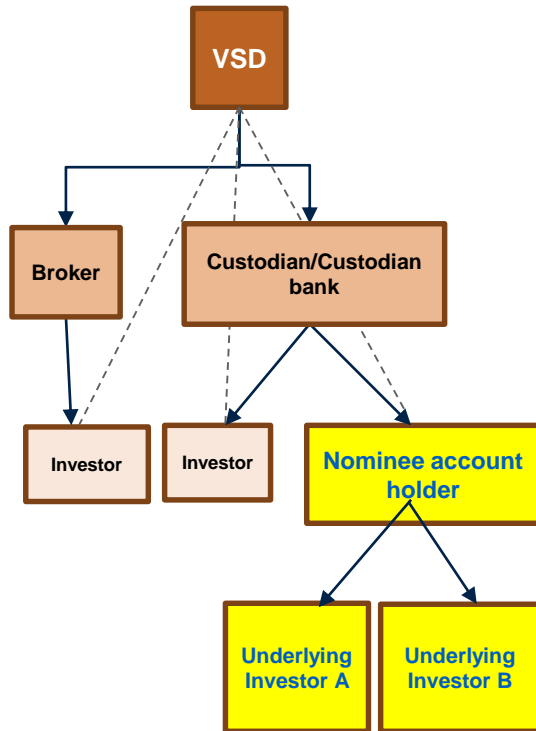 VSD
Broker
Custodian/Custodian
bank
Investor
Investor
Nominee account
holder
Underlying
Investor A
Underlying
Investor B